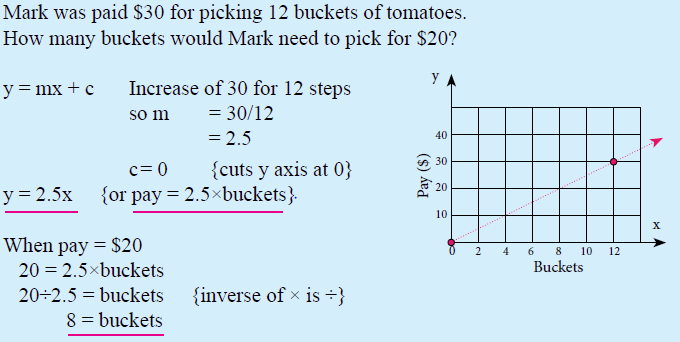 Mark was paid $30 for picking 12 buckets of tomatoes.
How many buckets would Mark need to pick for $20?
y = mx + c Increase of 30 for 12 steps
so m = 30/12
= 2.5
c= 0 {cuts y axis at 0}
y = 2.5x {or pay = 2.5×buckets}.
When pay = $20
20 = 2.5×buckets
20÷2.5 = buckets {inverse of × is ÷}
8 = buckets
y
40
30
20
10
Pay ($)
x
0 2 4 6 8 10 12
Buckets